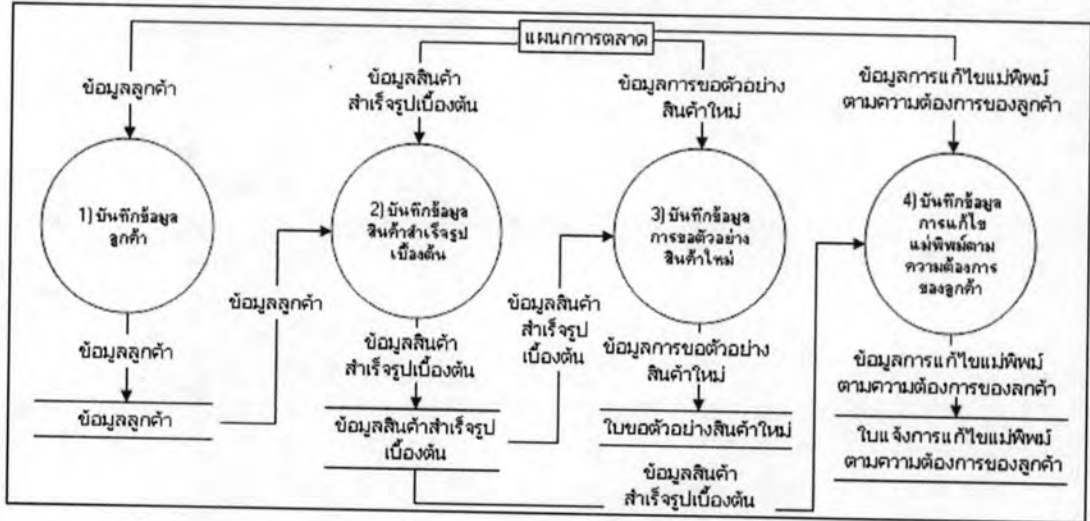 แผนกการตลาด
ข้อมูลลูกค้า
ข้อมูลสินค้า
สำเร็จรูปเบื้องต้น
ข้อมูลการขอตัวอย่าง
สินค้าใหม่
ข้อมูลการแก้ไขแม่พิมพ์
ตามความต้องการของลูกค้า
1) บันทึกข้อมูล
ลูกค้า
2) บันทึกข้อมูล
สินค้าสำเร็จรูป
เบื้องต้น
3) บันทึกข้อมูล
การขอตัวอย่าง
สินค้าใหม่
4) บันทึกข้อมูล
การแก้ไข
แม่พิมพ์ตาม
ความต้องการ
ของลูกค้า
ข้อมูลลูกค้า
ข้อมูลสินค้า
สำเร็จรูป
เบื้องต้น
ข้อมูลลูกค้า
ข้อมูลสินค้า
สำเร็จรูปเบื้องต้น
ข้อมูลการขอตัวอย่าง
สินค้าใหม่
ข้อมูลการแก้ไขแม่พิมพ์
ตามความต้องการของลกค้า
ข้อมูลลูกค้า
ข้อมูลสินค้าสำเร็จรูป
เบื้องต้น
ใบขอตัวอย่างสินค้าใหม่
ใบแจ้งการแก้ไขแม่พิมพ์
ตามความต้องการของลูกค้า
ข้อมูลสินค้า
สำเร็จรูปเบื้องต้น